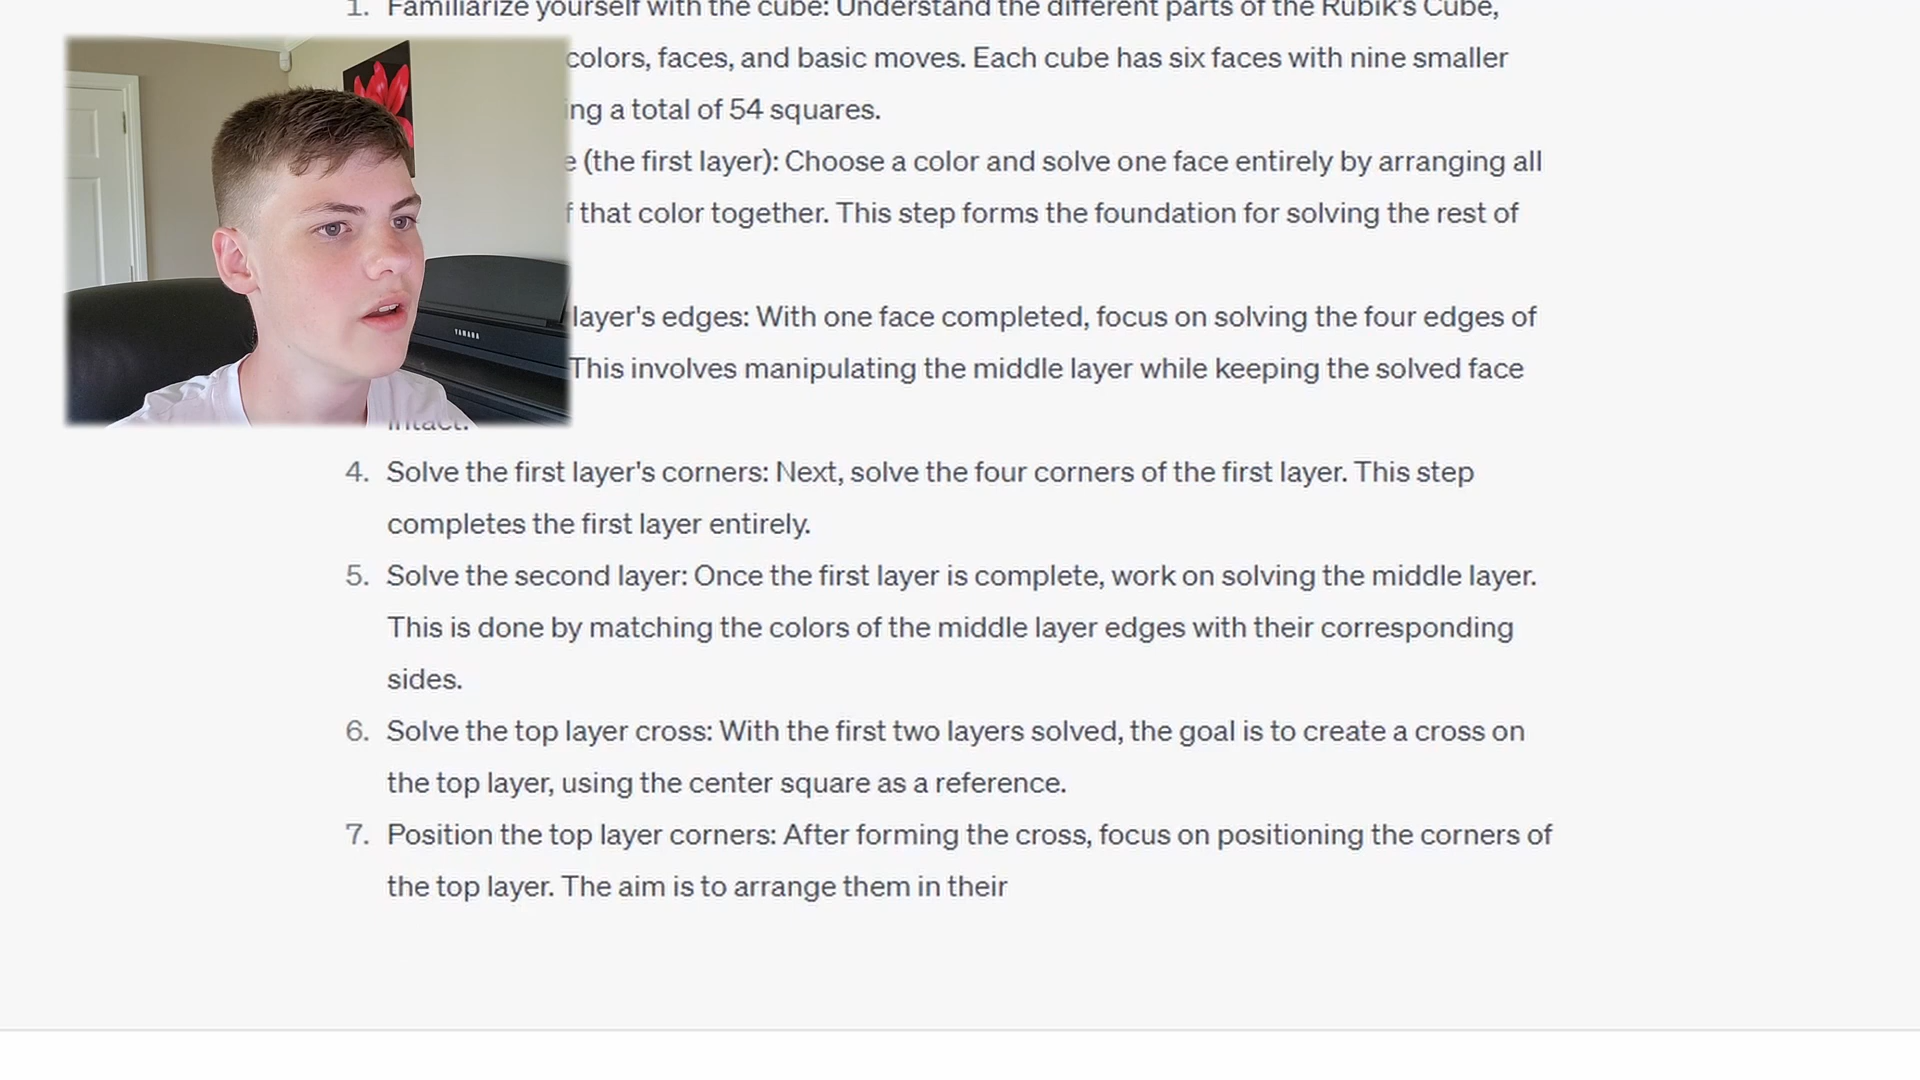 1. Familiarize yourself with the cube: Understand the different parts of the Rubik's Cube,
colors, faces, and basic moves. Each cube has six faces with nine smaller
ing a total of 54 squares.
e (the first layer): Choose a color and solve one face entirely by arranging all
f that color together. This step forms the foundation for solving the rest of
layer's edges: With one face completed, focus on solving the four edges of
This involves manipulating the middle layer while keeping the solved face
YAMAHA
intact.
4. Solve the first layer's corners: Next, solve the four corners of the first layer. This step
completes the first layer entirely.
5. Solve the second layer: Once the first layer is complete, work on solving the middle layer.
This is done by matching the colors of the middle layer edges with their corresponding
sides.
6. Solve the top layer cross: With the first two layers solved, the goal is to create a cross on
the top layer, using the center square as a reference.
7. Position the top layer corners: After forming the cross, focus on positioning the corners of
the top layer. The aim is to arrange them in their